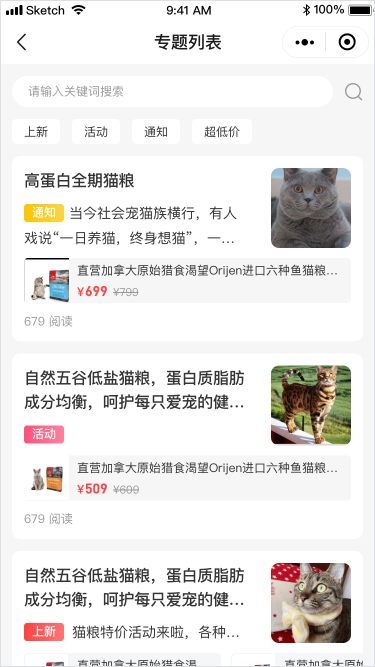 Sketch
9:41 AM
100%
专题列表
请输入关键词搜索
上新
活动
通知
超低价
高蛋白全期猫粮
通知 当今社会宠猫族横行，有人
戏说“一日养猫，终身想猫”，一…
直营加拿大原始猎食渴望Orijen进口六种鱼猫粮…
¥699 ¥799
679 阅读
自然五谷低盐猫粮，蛋白质脂肪
成分均衡，呵护每只爱宠的健…
活动
直营加拿大原始猎食渴望Orijen进口六种鱼猫粮…
¥509 ¥609
679 阅读
自然五谷低盐猫粮，蛋白质脂肪
成分均衡，呵护每只爱宠的健…
上新 猫粮特价活动来啦，各种…
直营加拿大原始猎食渴
直营加拿大原始